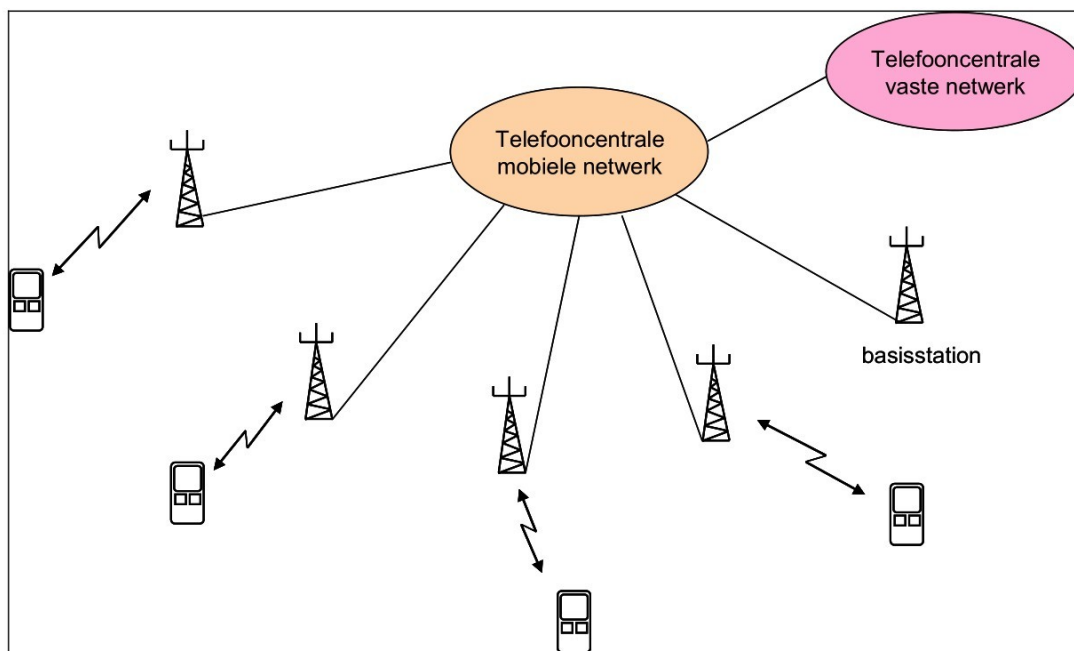 Telefooncentrale
vaste netwerk
Telefooncentrale
mobiele netwerk
basisstation